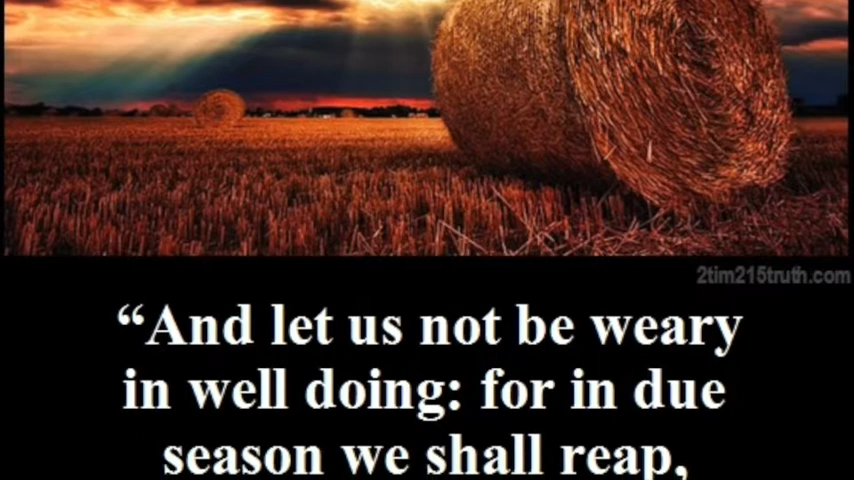 2tim215truth.com
“And let us not be weary
in well doing: for in due
season we shall reap,